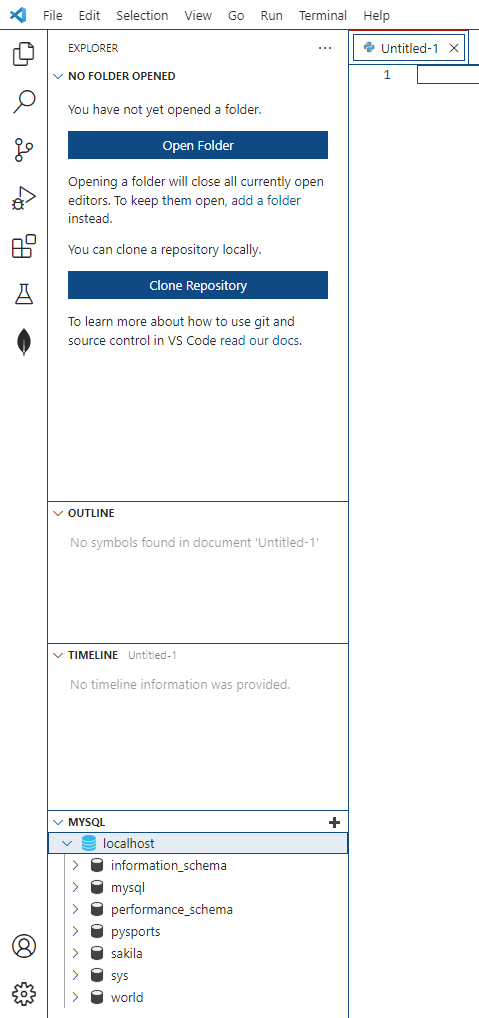 File Edit Selection View Go Run Terminal Help
EXPLORER ...
Untitled-1
1
NO FOLDER OPENED
You have not yet opened a folder.
Open Folder
Opening a folder will close all currently open
editors. To keep them open, add a folder
instead.
You can clone a repository locally.
Clone Repository
To learn more about how to use git and
source control in VS Code read our docs.
OUTLINE
No symbols found in document 'Untitled-1'
TIMELINE Untitled-1
No timeline information was provided.
MYSQL
localhost
information_schema
mysql
performance_schema
pysports
sakila
sys
world